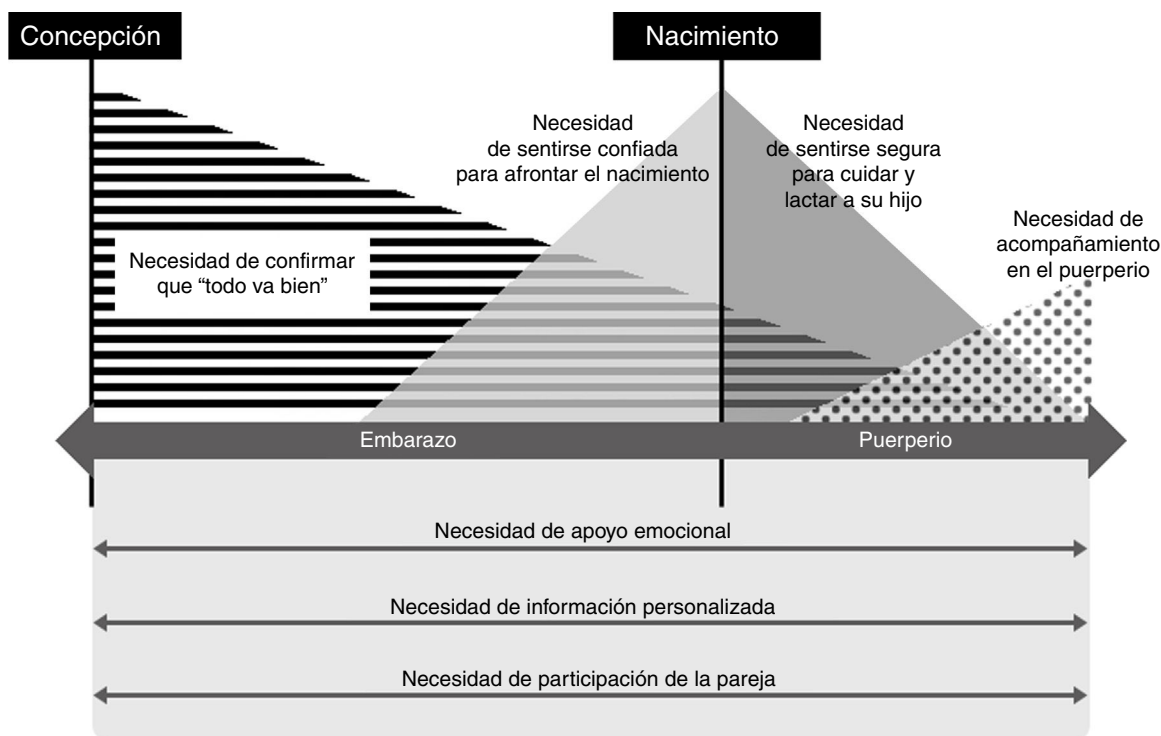 Concepción
Nacimiento
Necesidad
de sentirse confiada
para afrontar el nacimiento
Necesidad
de sentirse segura
para cuidar y
lactar a su hijo
Necesidad de
acompañamiento
en el puerperio
Necesidad de confirmar
que “todo va bien”
Embarazo
Puerperio
Necesidad de apoyo emocional
Necesidad de información personalizada
Necesidad de participación de la pareja